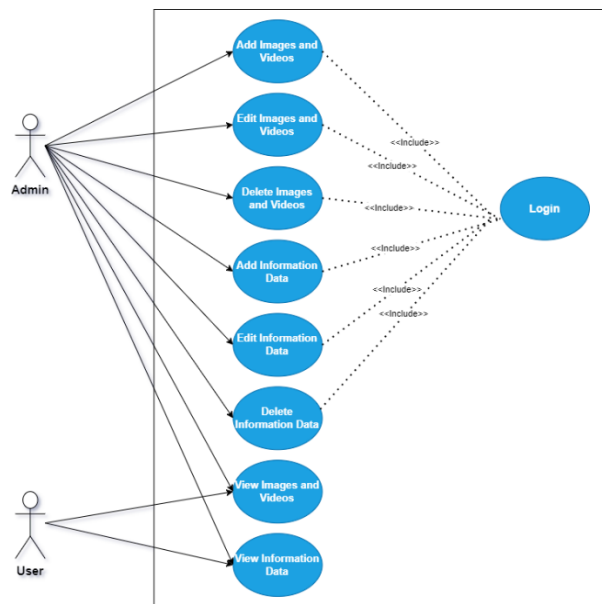 Add Images and
Videos
Edit Images and
Videos
<<Include>>
Admin
<<Include>>
Delete Images
and Videos
<<Include>>
Login
Add Information
Data
<<Include>>
<<Include>>
Edit Information
Data
<<Include>>
Delete
Information Data
View Images and
Videos
User
View Information
Data